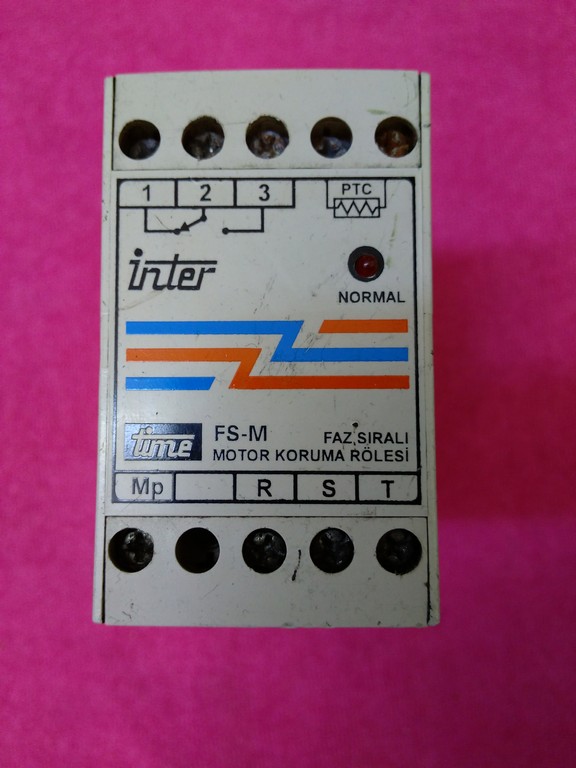 1 2 3 PTC
inter
NORMAL
time FS-M FAZ SIRALI
MOTOR KORUMA RÖLESİ
Mp R S T